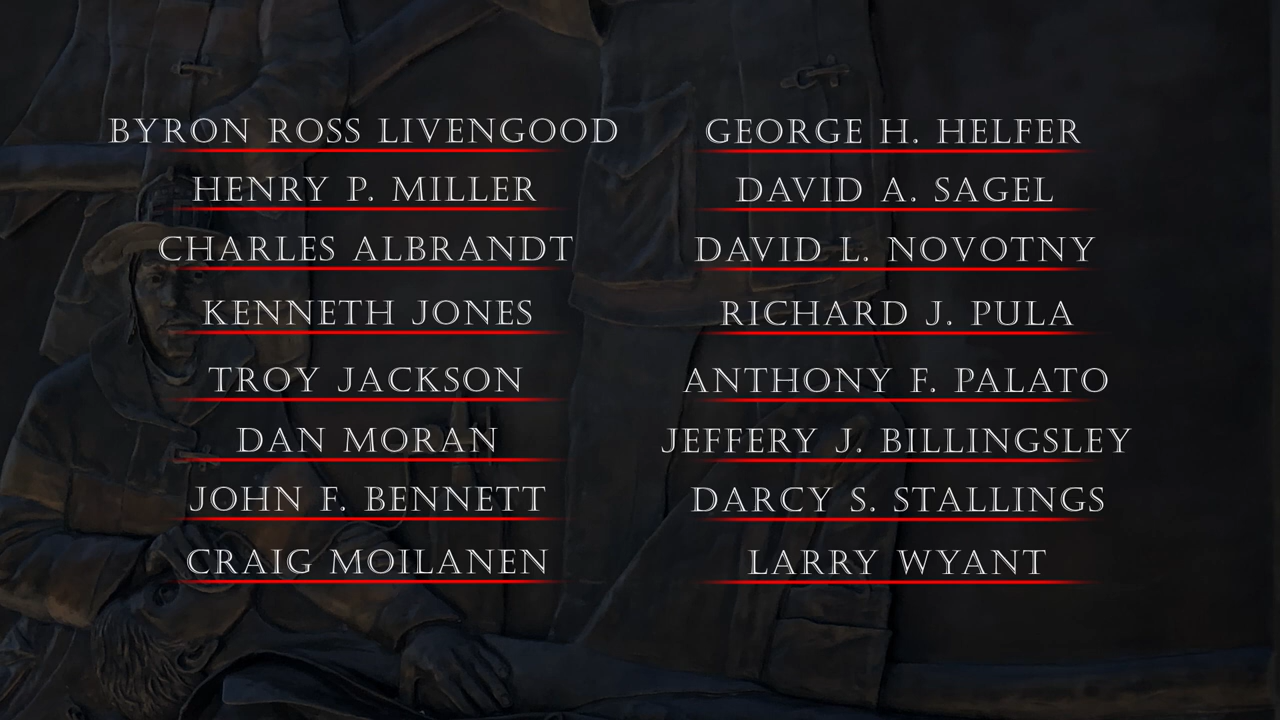 BYRON ROSS LIVENGOOD
HENRY P. MILLER
CHARLES ALBRANDT
KENNETH JONES
TROY JACKSON
DAN MORAN
JOHN F. BENNETT
CRAIG MOILANEN
GEORGE H. HELFER
DAVID A. SAGEL
DAVID L. NOVOTNY
RICHARD J. PULA
ANTHONY F. PALATO
JEFFERY J. BILLINGSLEY
DARCY S. STALLINGS
LARRY WYANT